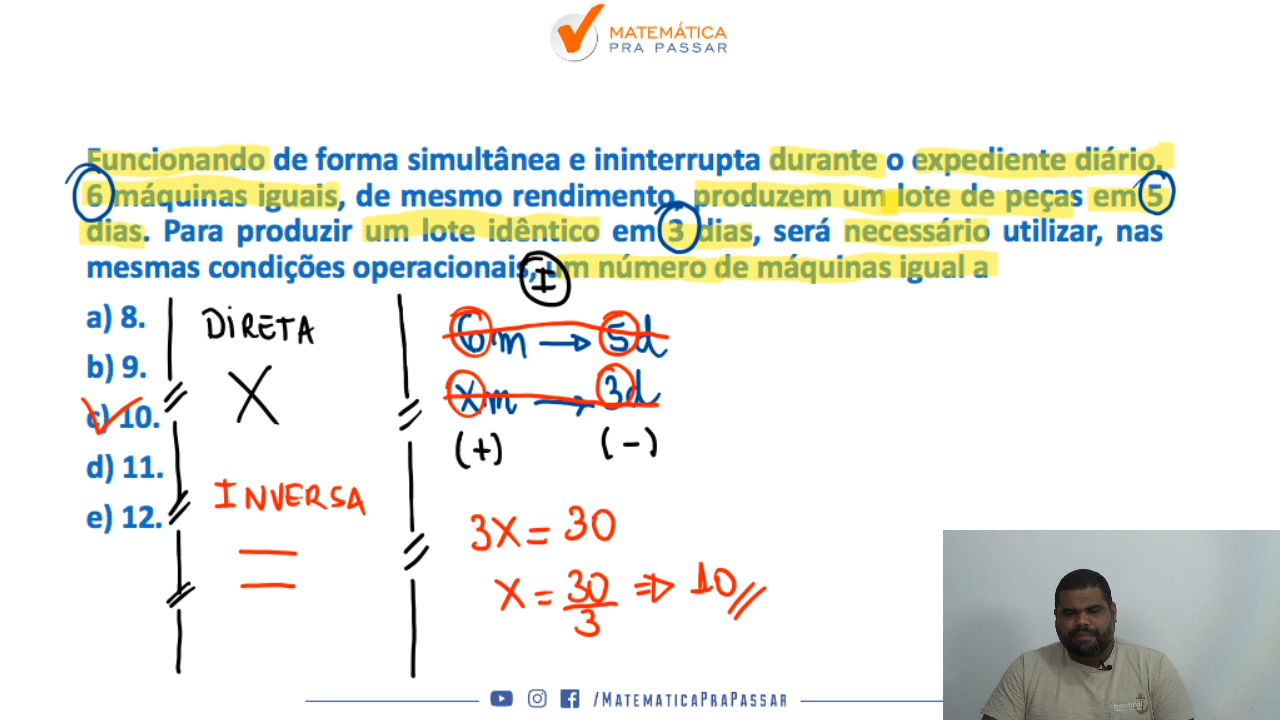 MATEMÁTICA
PRA PASSAR
Funcionando de forma simultânea e ininterrupta durante o expediente diário,
6 máquinas iguais, de mesmo rendimento, produzem um lote de peças em 5
dias. Para produzir um lote idêntico em 3 dias, será necessário utilizar, nas
mesmas condições operacionais, um número de máquinas igual a
a) 8.
b) 9.
c) 10.
d) 11.
e) 12.
DIRETA
X
INVERSA
=
I
6m → 5d
Xm → 3d
(+) (-)
3X = 30
X = 30/3 ⇒ 10//
/MATEMATICAPRAPASSAR